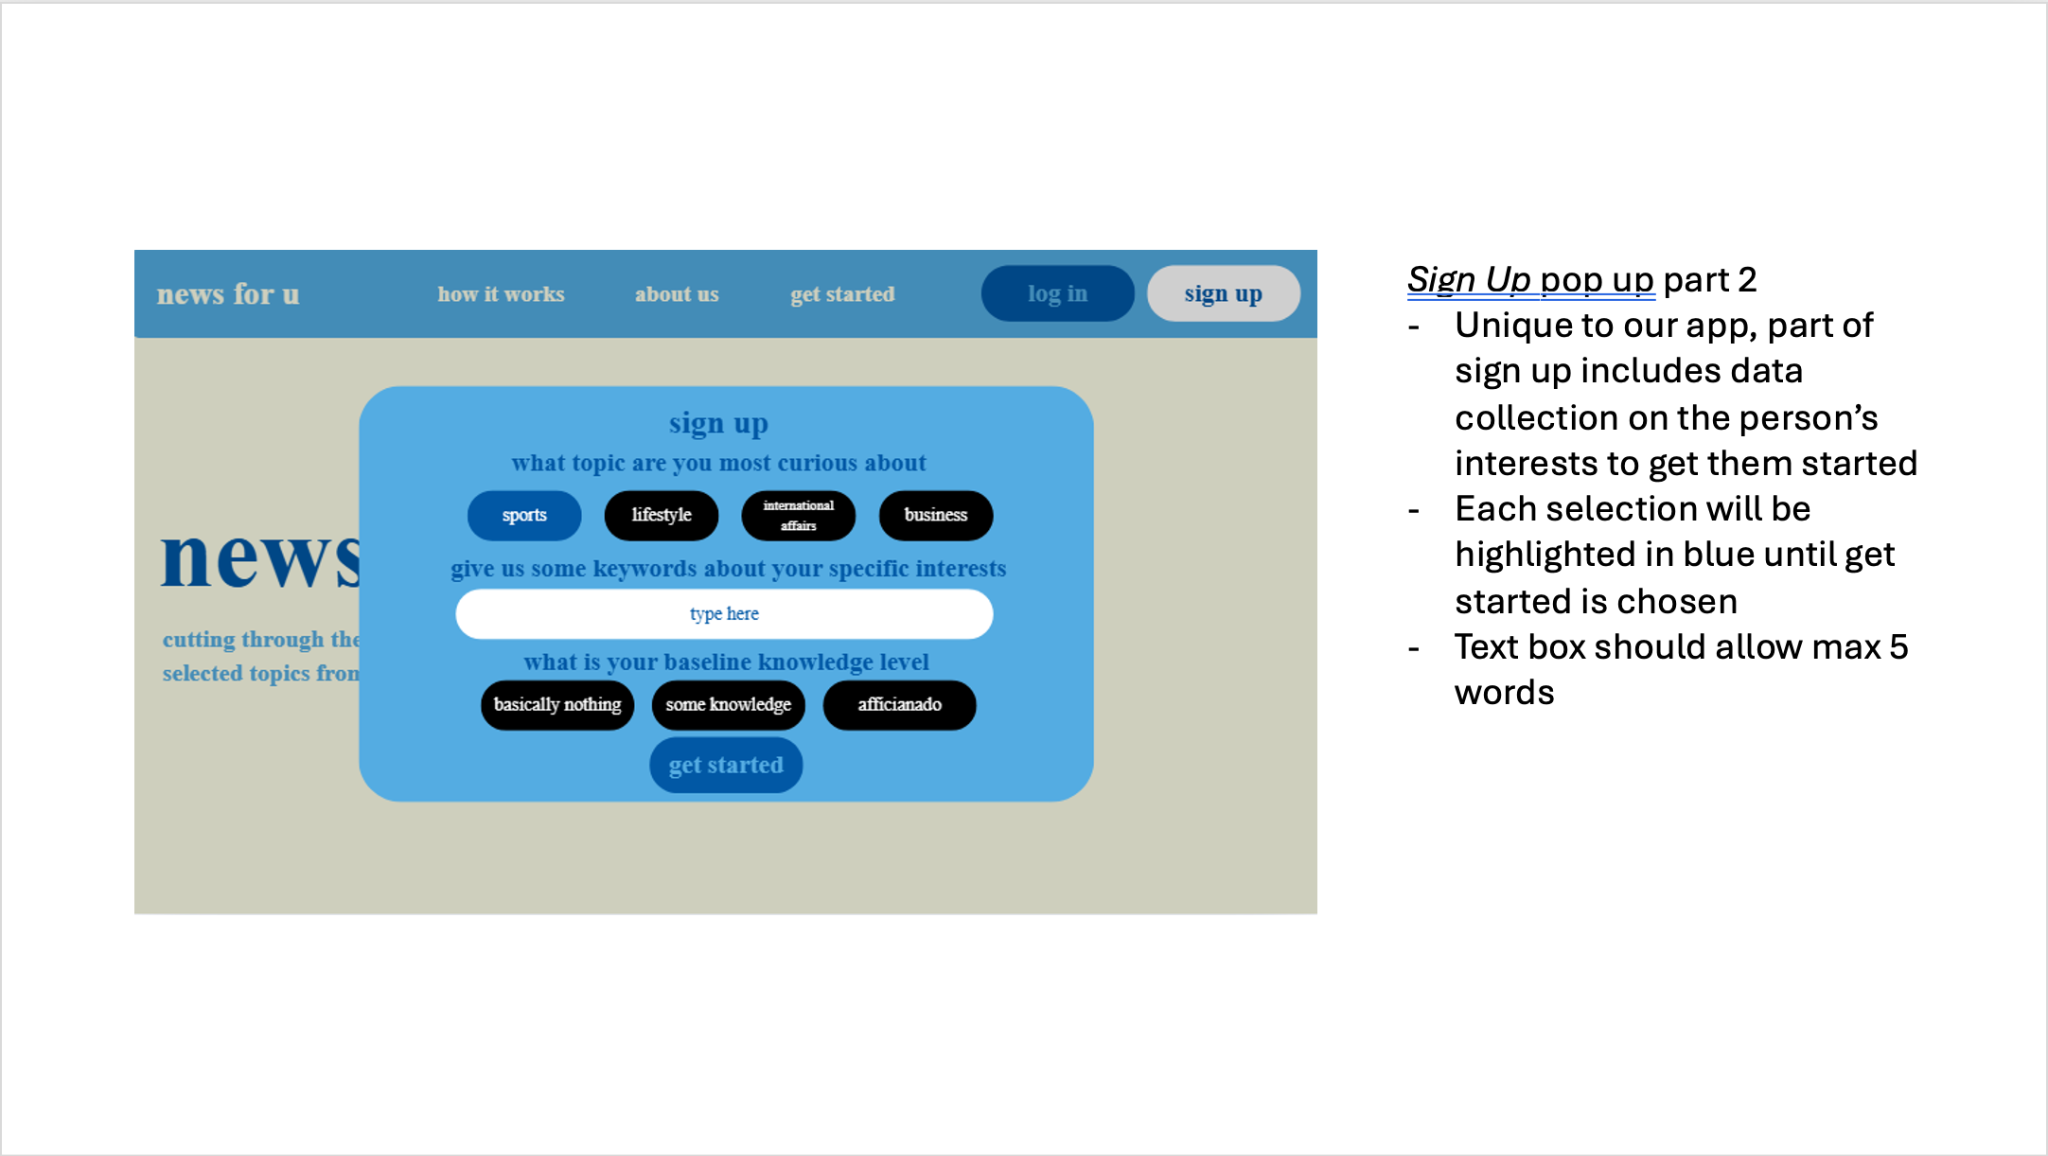 news for u
how it works
about us
get started
log in
sign up
news
cutting through the
selected topics from
sign up
what topic are you most curious about
sports
lifestyle
international
affairs
business
give us some keywords about your specific interests
type here
what is your baseline knowledge level
basically nothing
some knowledge
afficianado
get started
Sign Up pop up part 2
- Unique to our app, part of
sign up includes data
collection on the person’s
interests to get them started
- Each selection will be
highlighted in blue until get
started is chosen
- Text box should allow max 5
words